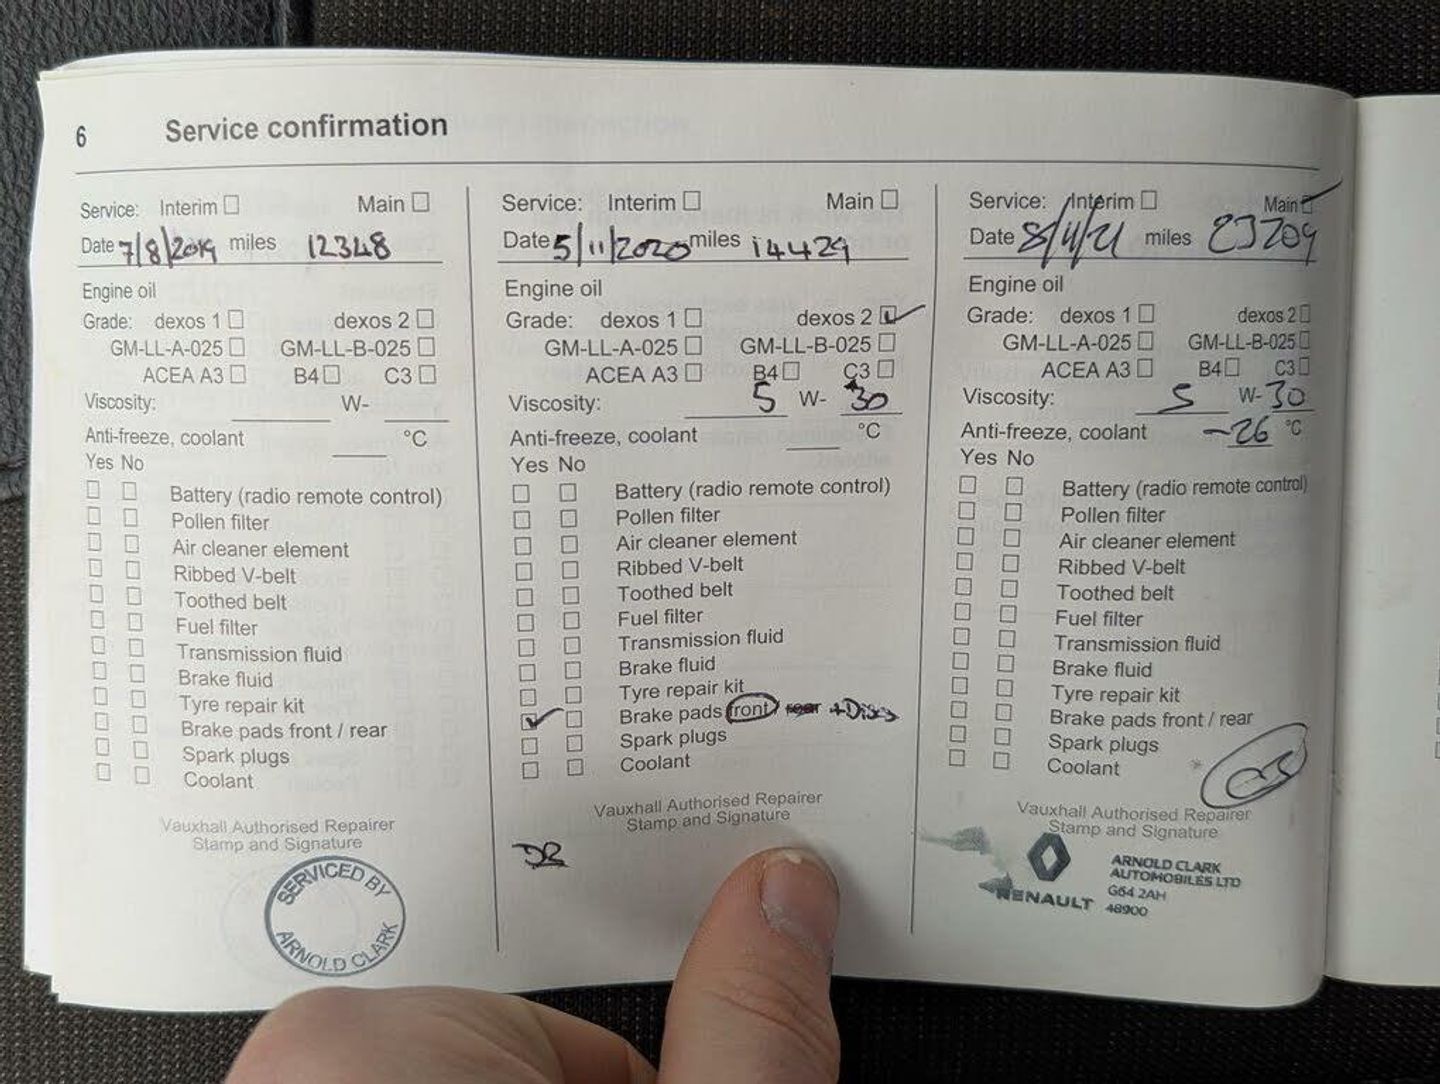 6 Service confirmation
Service: Interim ☐ Main ☐
Date 7/8/2019 miles 12348
Engine oil
Grade: dexos 1 ☐ dexos 2 ☐
GM-LL-A-025 ☐ GM-LL-B-025 ☐
ACEA A3 ☐ B4 ☐ C3 ☐
Viscosity: W-
Anti-freeze, coolant °C
Yes No
☐ ☐ Battery (radio remote control)
☐ ☐ Pollen filter
☐ ☐ Air cleaner element
☐ ☐ Ribbed V-belt
☐ ☐ Toothed belt
☐ ☐ Fuel filter
☐ ☐ Transmission fluid
☐ ☐ Brake fluid
☐ ☐ Tyre repair kit
☐ ☐ Brake pads front / rear
☐ ☐ Spark plugs
☐ ☐ Coolant
Vauxhall Authorised Repairer
Stamp and Signature
SERVICED BY
ARNOLD CLARK
Service: Interim ☐ Main ☐
Date 5/11/2020 miles 14429
Engine oil
Grade: dexos 1 ☐ dexos 2 ☑
GM-LL-A-025 ☐ GM-LL-B-025 ☐
ACEA A3 ☐ B4 ☐ C3 ☐
Viscosity: 5 W- 30
Anti-freeze, coolant °C
Yes No
☐ ☐ Battery (radio remote control)
☐ ☐ Pollen filter
☐ ☐ Air cleaner element
☐ ☐ Ribbed V-belt
☐ ☐ Toothed belt
☐ ☐ Fuel filter
☐ ☐ Transmission fluid
☐ ☐ Brake fluid
☐ ☐ Tyre repair kit
☑ ☐ Brake pads front rear + Discs
☐ ☐ Spark plugs
☐ ☐ Coolant
Vauxhall Authorised Repairer
Stamp and Signature
Service: Interim ☐ Main ☑
Date 8/11/21 miles 23209
Engine oil
Grade: dexos 1 ☐ dexos 2 ☐
GM-LL-A-025 ☐ GM-LL-B-025 ☐
ACEA A3 ☐ B4 ☐ C3 ☐
Viscosity: 5 W- 30
Anti-freeze, coolant -26 °C
Yes No
☐ ☐ Battery (radio remote control)
☐ ☐ Pollen filter
☐ ☐ Air cleaner element
☐ ☐ Ribbed V-belt
☐ ☐ Toothed belt
☐ ☐ Fuel filter
☐ ☐ Transmission fluid
☐ ☐ Brake fluid
☐ ☐ Tyre repair kit
☐ ☐ Brake pads front / rear
☐ ☐ Spark plugs
☐ ☐ Coolant
Vauxhall Authorised Repairer
Stamp and Signature
RENAULT
ARNOLD CLARK
AUTOMOBILES LTD
G64 2AH
48900